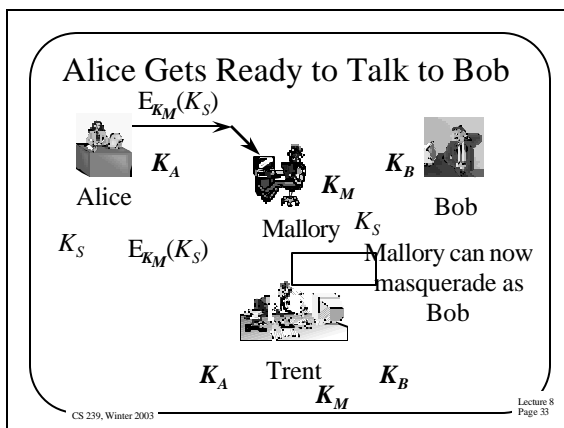 Alice Gets Ready to Talk to Bob
E_{K_M}(K_S)
K_A
K_B
K_M
Alice
Bob
Mallory
K_S
K_S
E_{K_M}(K_S)
Mallory can now
masquerade as
Bob
K_A
Trent
K_B
K_M
CS 239, Winter 2003
Lecture 8
Page 33